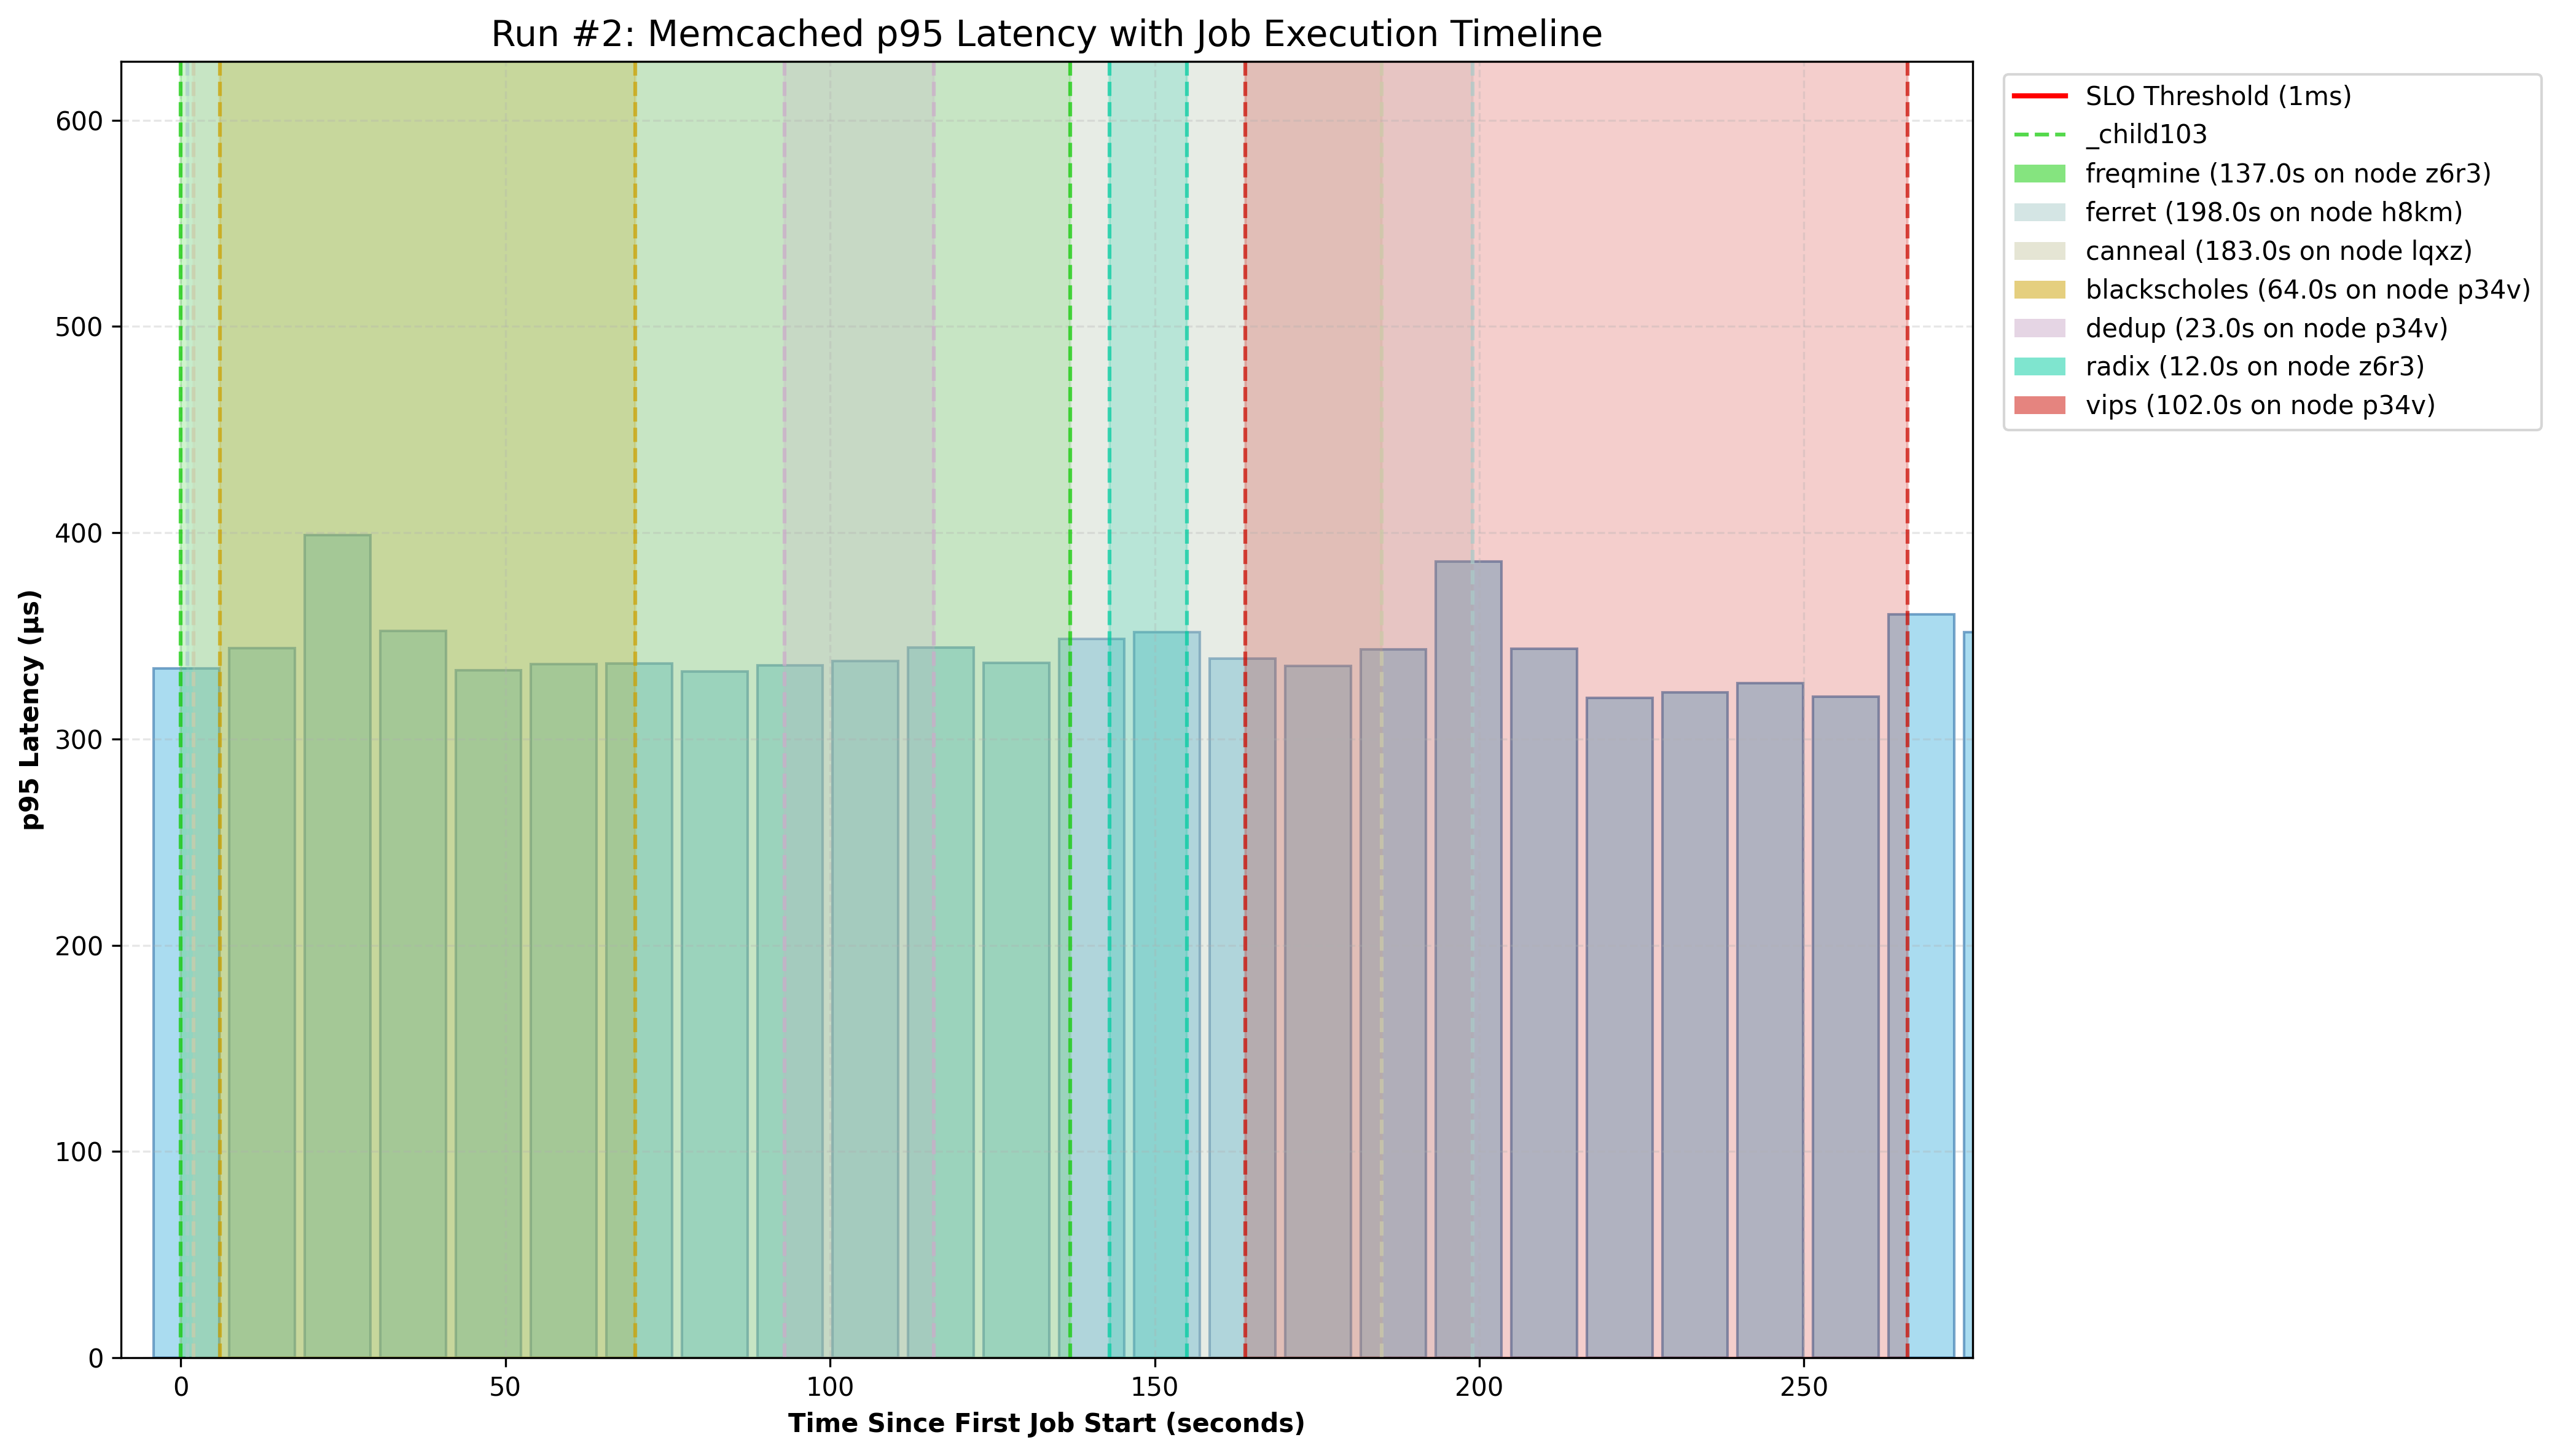 Run #2: Memcached p95 Latency with Job Execution Timeline
600
500
400
300
200
100
0
p95 Latency (µs)
0 50 100 150 200 250
Time Since First Job Start (seconds)
SLO Threshold (1ms)
_child103
freqmine (137.0s on node z6r3)
ferret (198.0s on node h8km)
canneal (183.0s on node lqxz)
blackscholes (64.0s on node p34v)
dedup (23.0s on node p34v)
radix (12.0s on node z6r3)
vips (102.0s on node p34v)